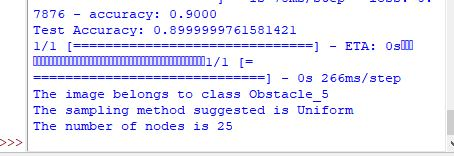 7876 - accuracy: 0.9000
Test Accuracy: 0.8999999761581421
1/1 [==============================] - ETA: 0s
1/1 [=
=============================] - 0s 266ms/step
The image belongs to class Obstacle_5
The sampling method suggested is Uniform
The number of nodes is 25
>>>